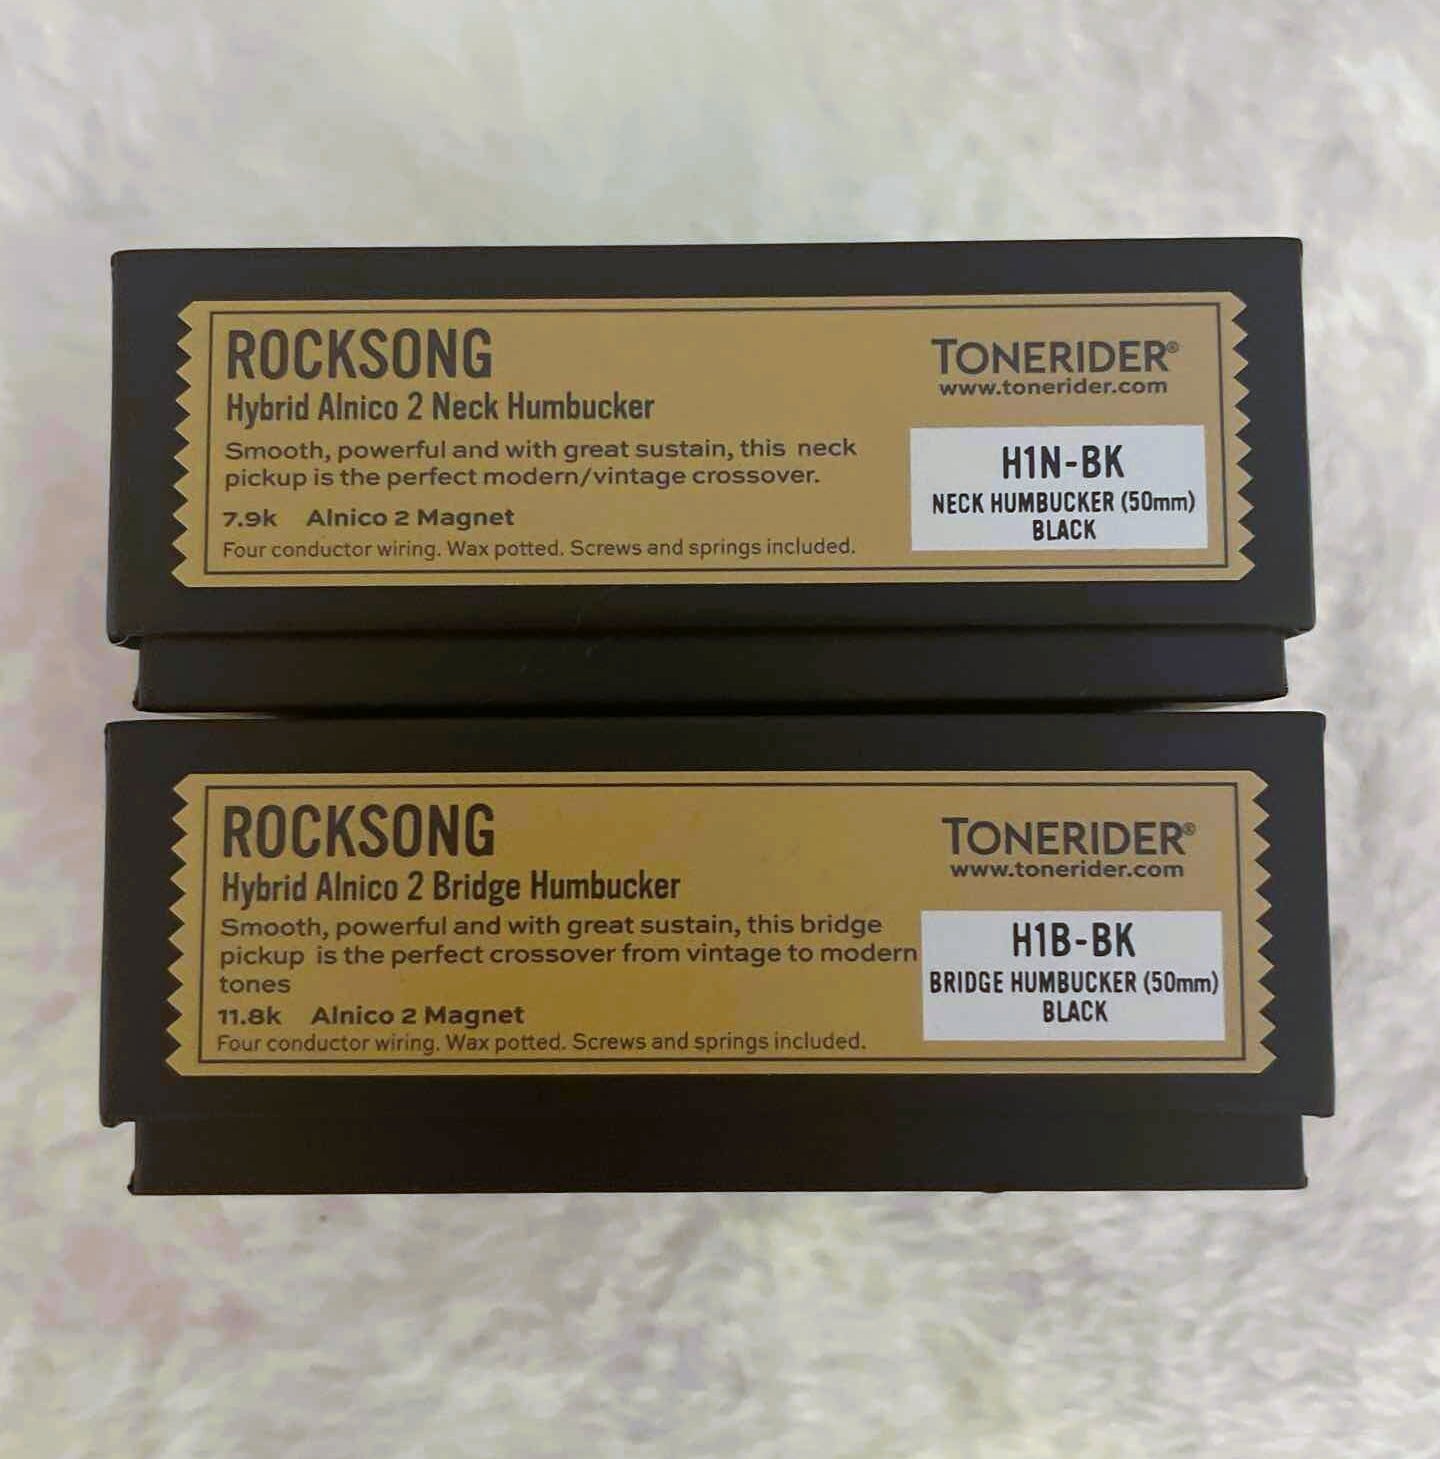 ROCKSONG
Hybrid Alnico 2 Neck Humbucker
Smooth, powerful and with great sustain, this neck
pickup is the perfect modern/vintage crossover.
7.9k Alnico 2 Magnet
Four conductor wiring. Wax potted. Screws and springs included.
TONERIDER®
www.tonerider.com
H1N-BK
NECK HUMBUCKER (50mm)
BLACK
ROCKSONG
Hybrid Alnico 2 Bridge Humbucker
Smooth, powerful and with great sustain, this bridge
pickup is the perfect crossover from vintage to modern
tones
11.8k Alnico 2 Magnet
Four conductor wiring. Wax potted. Screws and springs included.
TONERIDER®
www.tonerider.com
H1B-BK
BRIDGE HUMBUCKER (50mm)
BLACK